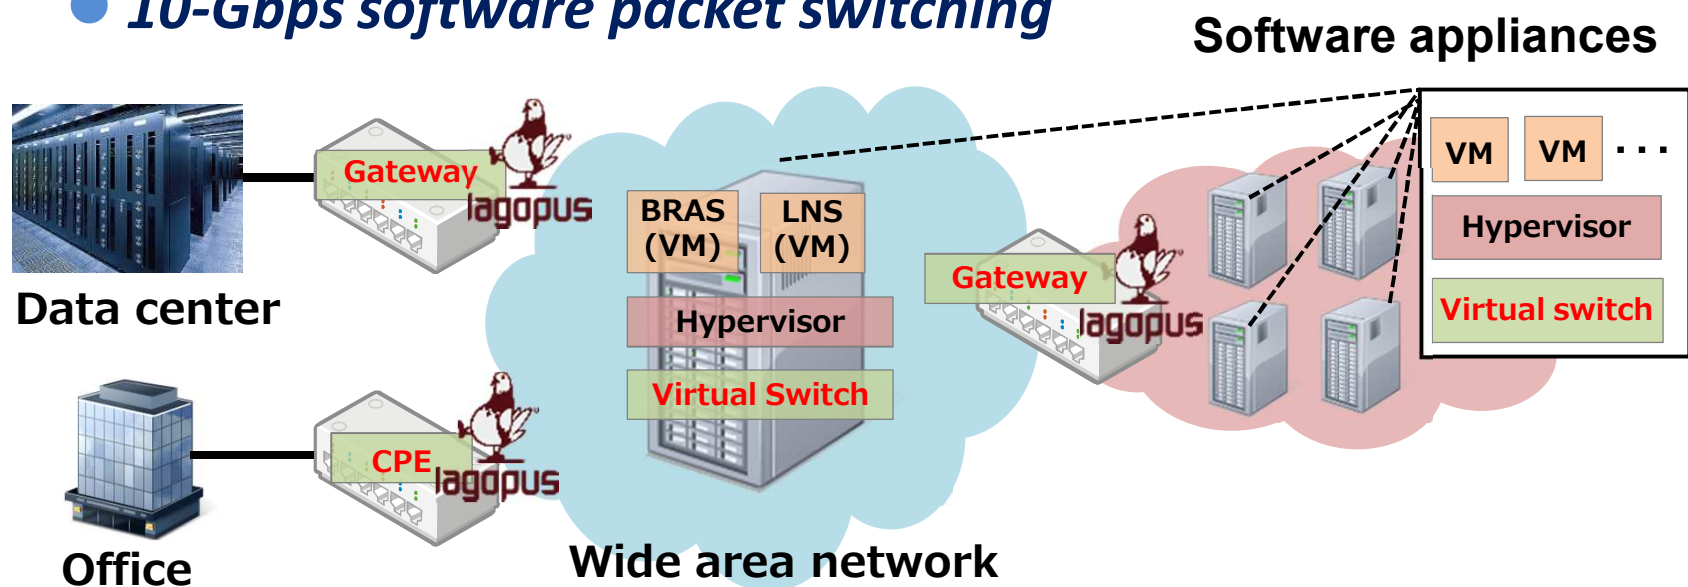 10-Gbps software packet switching
Software appliances
Gateway
lagopus
Data center
BRAS
(VM)
LNS
(VM)
Hypervisor
Virtual Switch
Gateway
lagopus
VM
VM
...
Hypervisor
Virtual switch
CPE
lagopus
Office
Wide area network